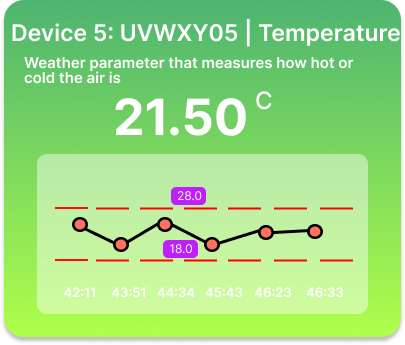 Device 5: UVWXY05 | Temperature
Weather parameter that measures how hot or
cold the air is
21.50 C
28.0
18.0
42:11 43:51 44:34 45:43 46:23 46:33